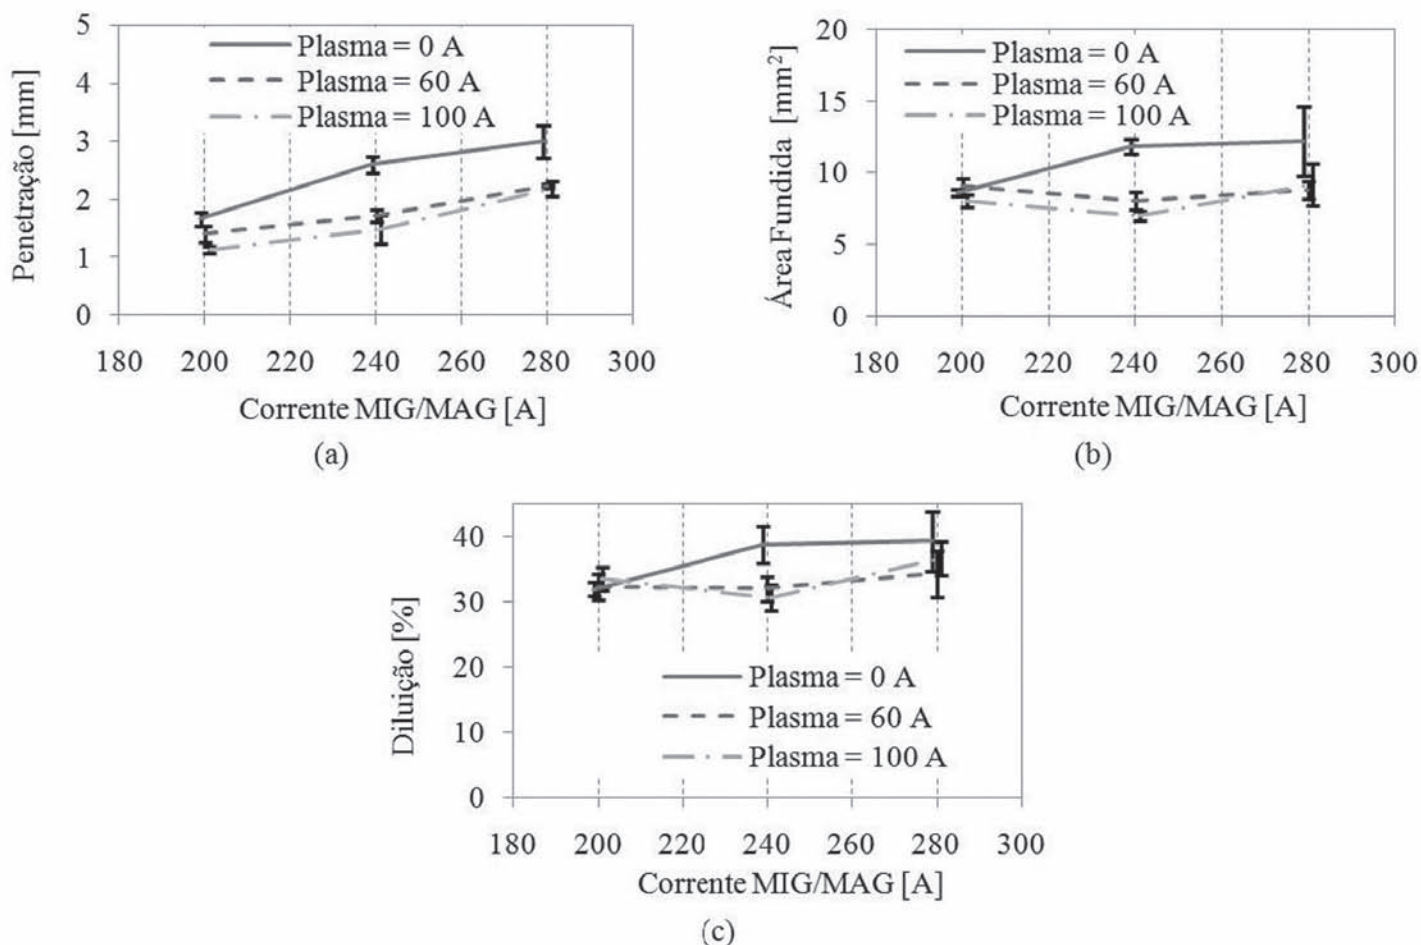 5
4
3
2
1
0
Penetração [mm]
Plasma = 0 A
Plasma = 60 A
Plasma = 100 A
180 200 220 240 260 280 300
Corrente MIG/MAG [A]
(a)
20
15
10
5
0
Área Fundida [mm²]
Plasma = 0 A
Plasma = 60 A
Plasma = 100 A
180 200 220 240 260 280 300
Corrente MIG/MAG [A]
(b)
40
30
20
10
0
Diluição [%]
Plasma = 0 A
Plasma = 60 A
Plasma = 100 A
180 200 220 240 260 280 300
Corrente MIG/MAG [A]
(c)